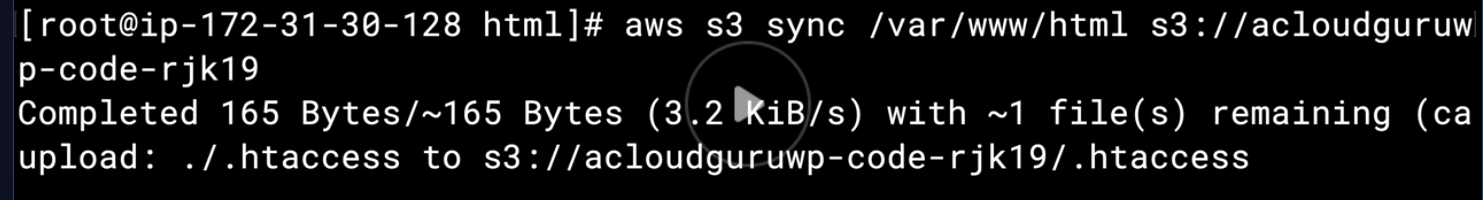 [root@ip-172-31-30-128 html]# aws s3 sync /var/www/html s3://acloudguruw
p-code-rjk19
Completed 165 Bytes/~165 Bytes (3.2 KiB/s) with ~1 file(s) remaining (ca
upload: ./.htaccess to s3://acloudguruwp-code-rjk19/.htaccess